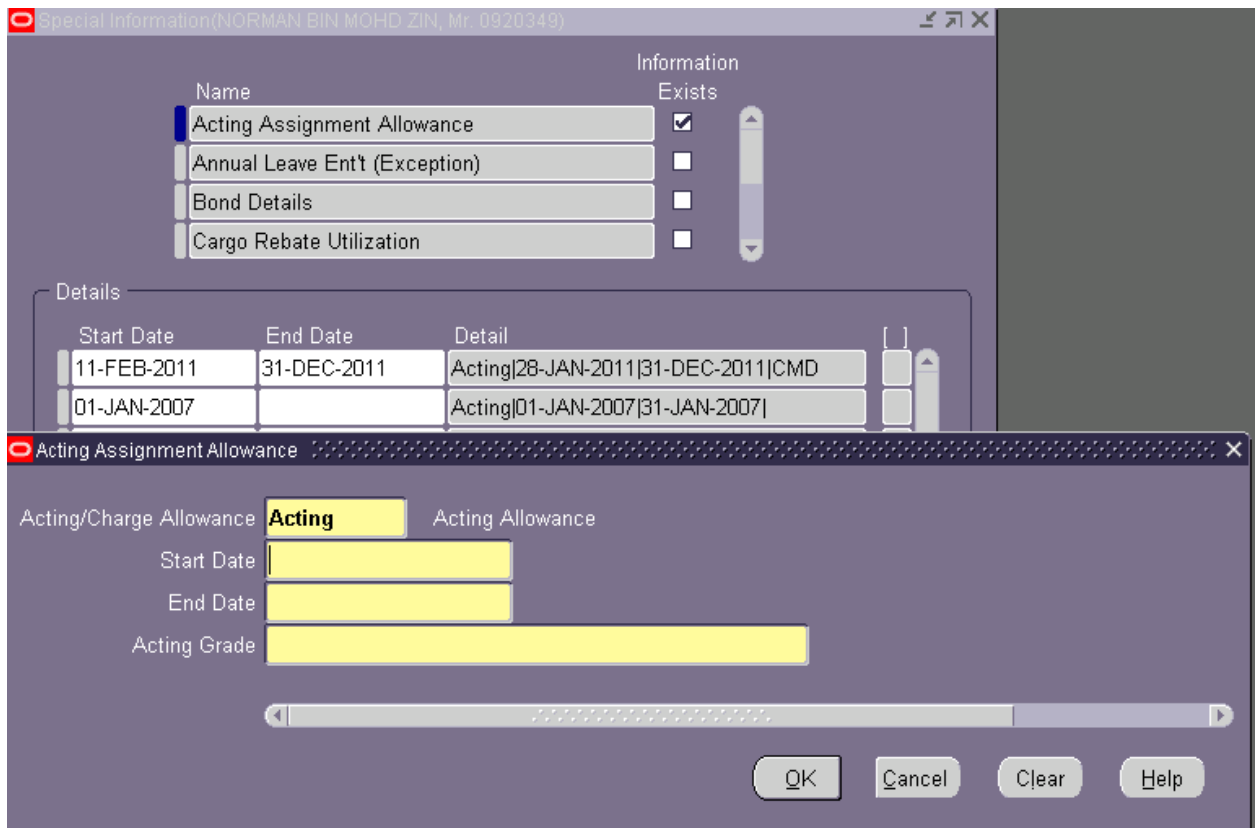 Special Information(NORMAN BIN MOHD ZIN, Mr. 0920349)
Information
Name Exists
Acting Assignment Allowance
Annual Leave Ent't (Exception)
Bond Details
Cargo Rebate Utilization
Details
Start Date End Date Detail [ ]
11-FEB-2011 31-DEC-2011 Acting|28-JAN-2011|31-DEC-2011|CMD
01-JAN-2007 Acting|01-JAN-2007|31-JAN-2007|
Acting Assignment Allowance
Acting/Charge Allowance Acting Acting Allowance
Start Date
End Date
Acting Grade
OK Cancel Clear Help